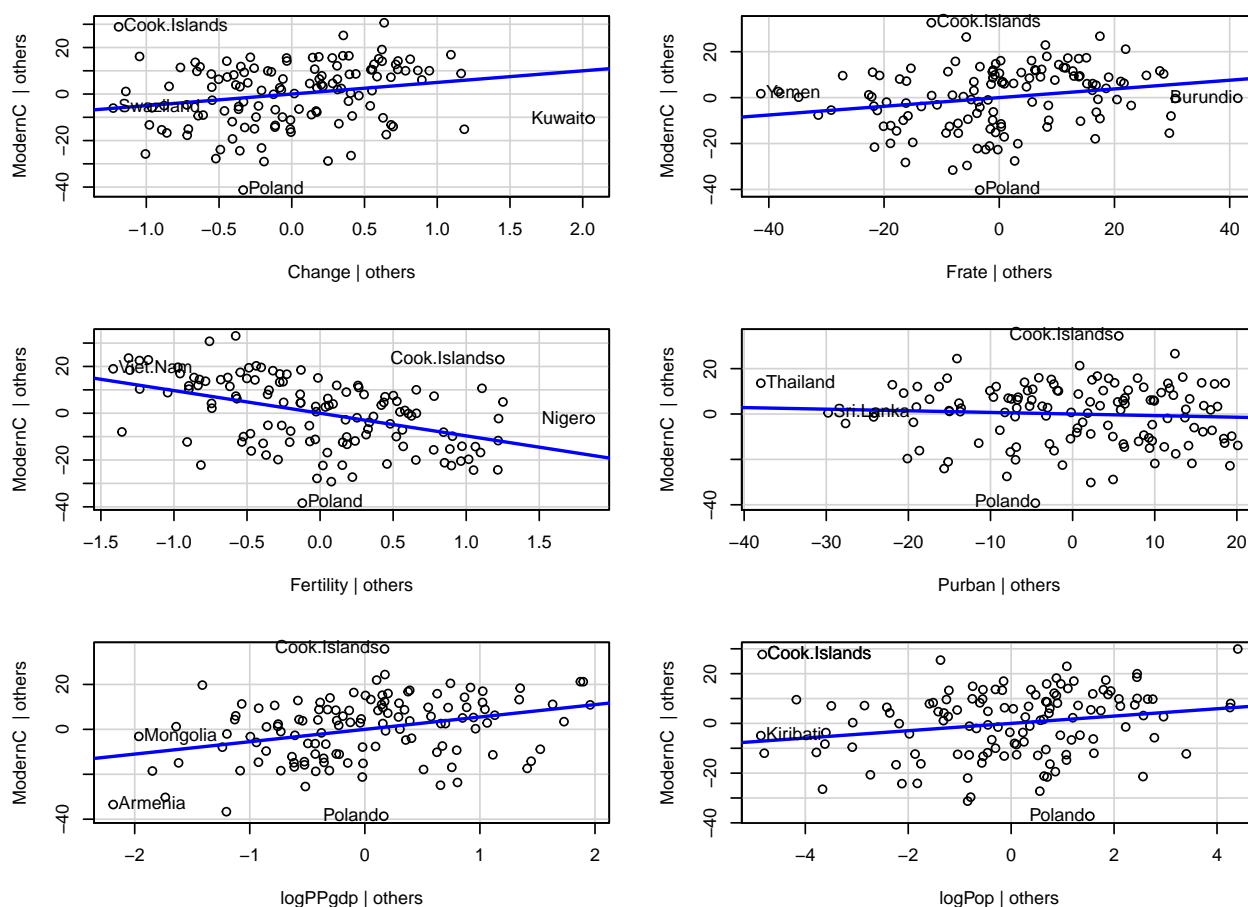 Cook.Islands
Swaziland
Kuwait
Poland
ModernC | others
−40
0
20
−1.0
−0.5
0.0
0.5
1.0
1.5
2.0
Change | others
Cook.Islands
Yemen
Burundi
Poland
ModernC | others
−40
−20
0
20
−40
−20
0
20
40
Frate | others
Viet.Nam
Cook.Islands
Niger
Poland
ModernC | others
−40
−20
0
20
−1.5
−1.0
−0.5
0.0
0.5
1.0
1.5
Fertility | others
Cook.Islands
Thailand
Sri.Lanka
Poland
ModernC | others
−40
−20
0
20
−40
−30
−20
−10
0
10
20
Purban | others
Cook.Islands
Mongolia
Armenia
Poland
ModernC | others
−40
0
20
−2
−1
0
1
2
logPPgdp | others
Cook.Islands
Kiribati
Poland
ModernC | others
−40
−20
0
20
−4
−2
0
2
4
logPop | others